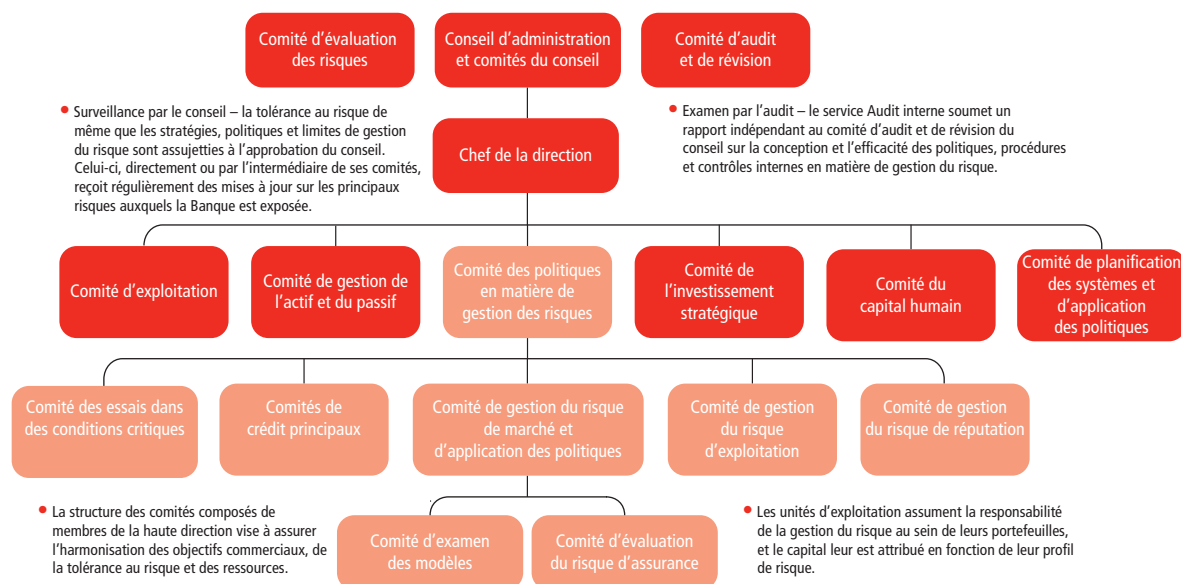 Comité d'évaluation
des risques
Conseil d'administration
et comités du conseil
Comité d'audit
et de révision
• Surveillance par le conseil – la tolérance au risque de
même que les stratégies, politiques et limites de gestion
du risque sont assujetties à l'approbation du conseil.
Celui-ci, directement ou par l'intermédiaire de ses comités,
reçoit régulièrement des mises à jour sur les principaux
risques auxquels la Banque est exposée.
Chef de la direction
• Examen par l'audit – le service Audit interne soumet un
rapport indépendant au comité d'audit et de révision du
conseil sur la conception et l'efficacité des politiques, procédures
et contrôles internes en matière de gestion du risque.
Comité d'exploitation
Comité de gestion de
l'actif et du passif
Comité des politiques
en matière de
gestion des risques
Comité de
l'investissement
stratégique
Comité du
capital humain
Comité de planification
des systèmes et
d'application
des politiques
Comité des essais dans
des conditions critiques
Comités de
crédit principaux
Comité de gestion du risque
de marché et
d'application des politiques
Comité de gestion
du risque
d'exploitation
Comité de gestion
du risque de réputation
• La structure des comités composés de
membres de la haute direction vise à assurer
l'harmonisation des objectifs commerciaux, de
la tolérance au risque et des ressources.
Comité d'examen
des modèles
Comité d'évaluation
du risque d'assurance
• Les unités d'exploitation assument la responsabilité
de la gestion du risque au sein de leurs portefeuilles,
et le capital leur est attribué en fonction de leur profil
de risque.